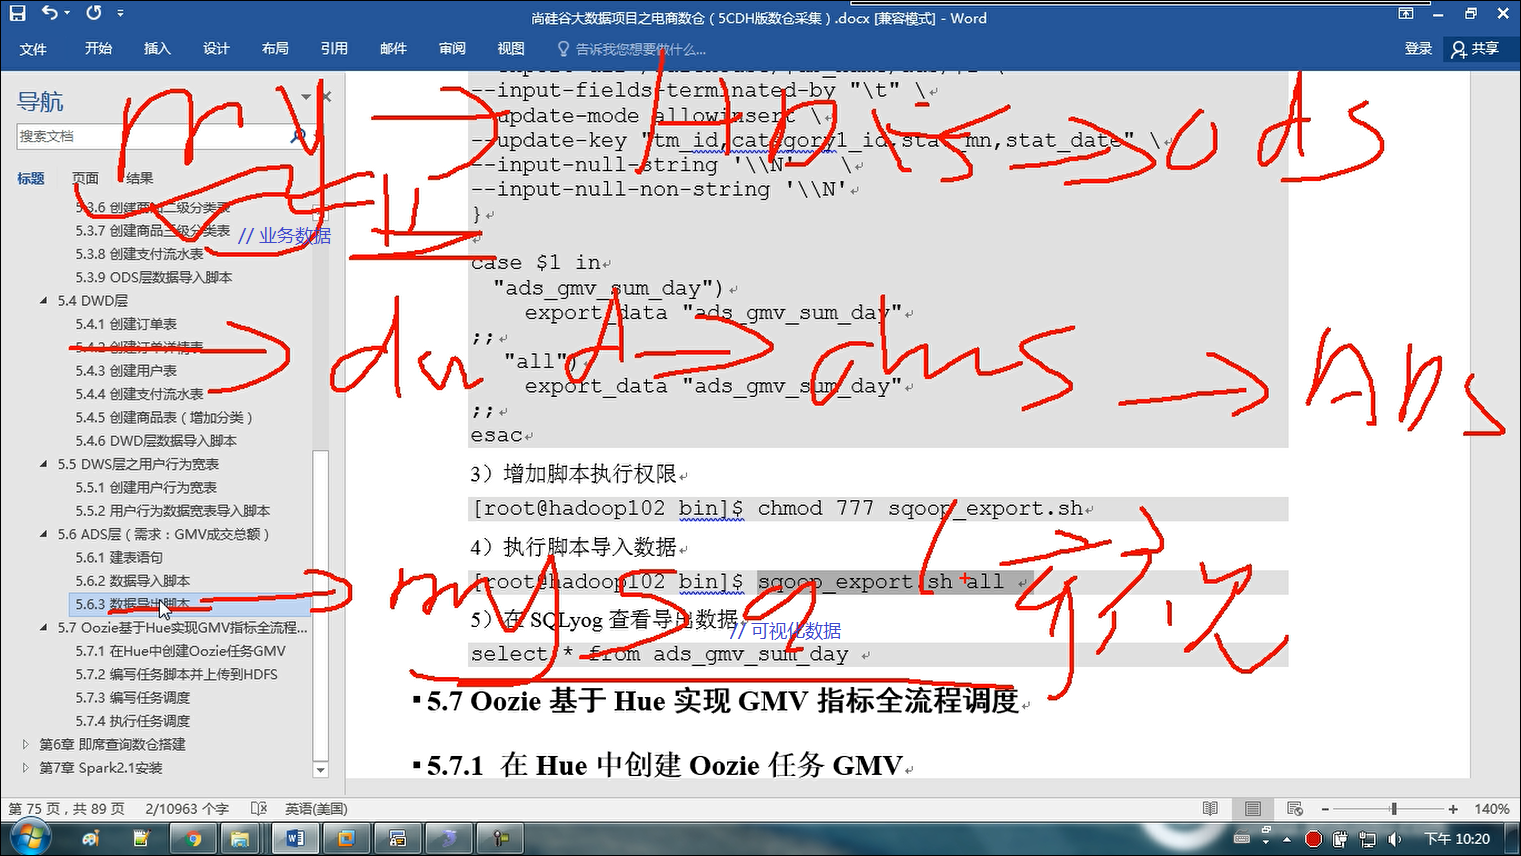 尚硅谷大数据项目之电商数仓（5CDH版数仓采集）.docx [兼容模式] - Word
文件 开始 插入 设计 布局 引用 邮件 审阅 视图 告诉我您想要做什么... 登录 共享
导航
搜索文档
标题 页面 结果
5.3.7 创建商品三级分类表
5.3.8 创建支付流水表
5.3.9 ODS层数据导入脚本
5.4 DWD层
5.4.1 创建订单表
5.4.2 创建订单详情表
5.4.3 创建用户表
5.4.4 创建支付流水表
5.4.5 创建商品表（增加分类）
5.4.6 DWD层数据导入脚本
5.5 DWS层之用户行为宽表
5.5.1 创建用户行为宽表
5.5.2 用户行为数据宽表导入脚本
5.6 ADS层（需求：GMV成交总额）
5.6.1 建表语句
5.6.2 数据导入脚本
5.6.3 数据导出脚本
5.7 Oozie基于Hue实现GMV指标全流程...
5.7.1 在Hue中创建Oozie任务GMV
5.7.2 编写任务脚本并上传到HDFS
5.7.3 编写任务调度
5.7.4 执行任务调度
第6章 即席查询数仓搭建
第7章 Spark2.1安装
--input-fields-terminated-by "\t" \
--update-mode allowinsert \
--update-key "tm_id,category1_id,stat_mn,stat_date" \
--input-null-string '\\N' \
--input-null-non-string '\\N'
}
case $1 in
"ads_gmv_sum_day")
export_data "ads_gmv_sum_day"
;;
"all")
export_data "ads_gmv_sum_day"
;;
esac
3）增加脚本执行权限
[root@hadoop102 bin]$ chmod 777 sqoop_export.sh
4）执行脚本导入数据
[root@hadoop102 bin]$ sqoop_export.sh all
5）在 SQLyog 查看导出数据
select * from ads_gmv_sum_day
5.7 Oozie 基于 Hue 实现 GMV 指标全流程调度
5.7.1 在 Hue 中创建 Oozie 任务 GMV
// 业务数据
// 可视化数据
my
ods
dws
mysq
第 75 页，共 89 页 2/10963 个字 英语(美国) 140%
下午 10:20